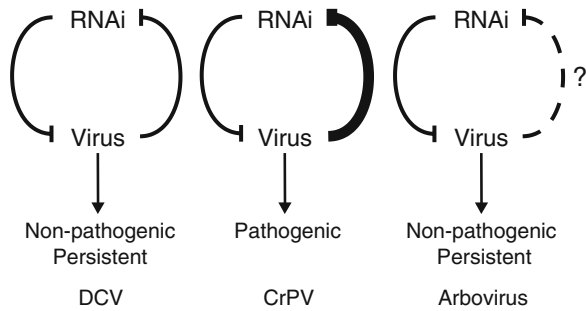 RNAi RNAi RNAi
?
Virus Virus Virus
Non-pathogenic Pathogenic Non-pathogenic
Persistent Persistent
DCV CrPV Arbovirus